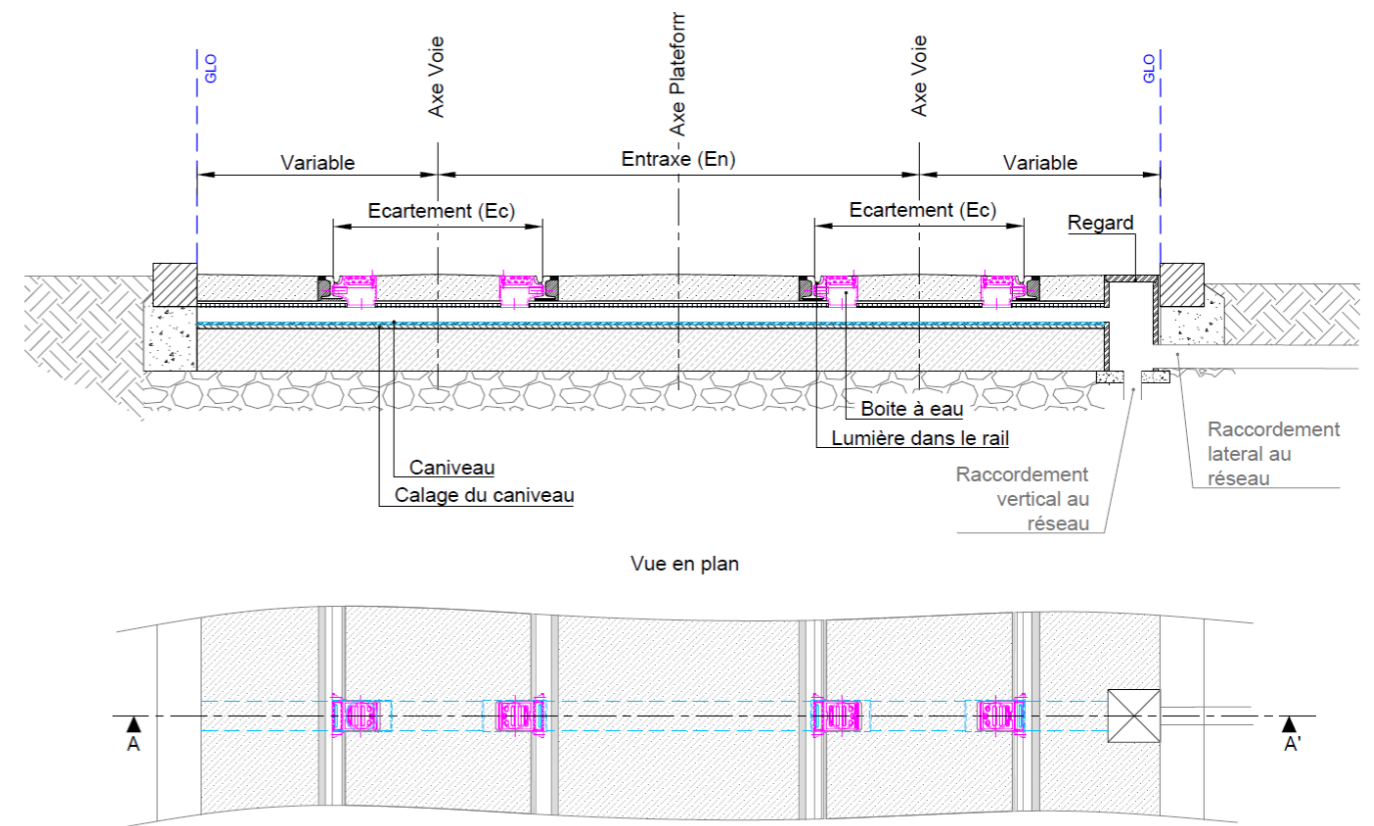 GLO
Axe Voie
Axe Plateforr
Axe Voie
GLO
Variable
Entraxe (En)
Variable
Ecartement (Ec)
Ecartement (Ec)
Regard
Boite à eau
Lumière dans le rail
Caniveau
Calage du caniveau
Raccordement
vertical au
réseau
Raccordement
lateral au
réseau
Vue en plan
A
A'